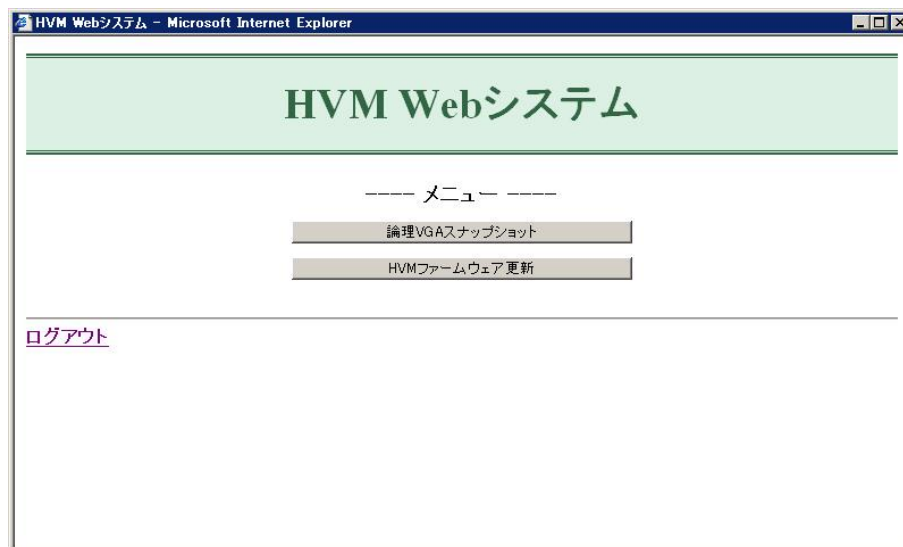 HVM Webシステム - Microsoft Internet Explorer
HVM Webシステム
---- メニュー ----
論理VGAスナップショット
HVMファームウェア更新
ログアウト